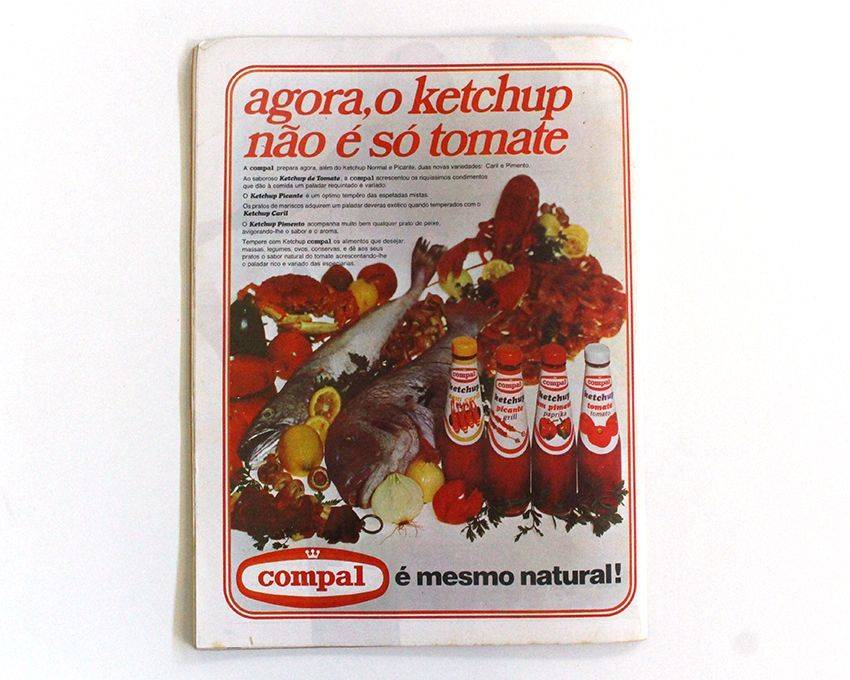 agora, o ketchup
não é só tomate
A compal prepara agora, além do Ketchup Normal e Picante, duas novas variedades: Caril e Pimento.
Ao saboroso Ketchup de Tomate, a compal acrescentou os riquíssimos condimentos
que dão à comida um paladar requintado e variado.
O Ketchup Picante é um óptimo tempêro das espetadas mistas.
Os pratos de mariscos adquirem um paladar deveras exótico quando temperados com o
Ketchup Caril
O Ketchup Pimento acompanha muito bem qualquer prato de peixe,
avigorando-lhe o sabor e o aroma.
Tempere com Ketchup compal os alimentos que desejar,
massas, legumes, ovos, conservas, e dê aos seus
pratos o sabor natural do tomate acrescentando-lhe
o paladar rico e variado das especiarias.
compal
ketchup
compal
ketchup
picante
grill
compal
ketchup
com pimento
paprika
compal
ketchup
tomate
tomato
compal
é mesmo natural!